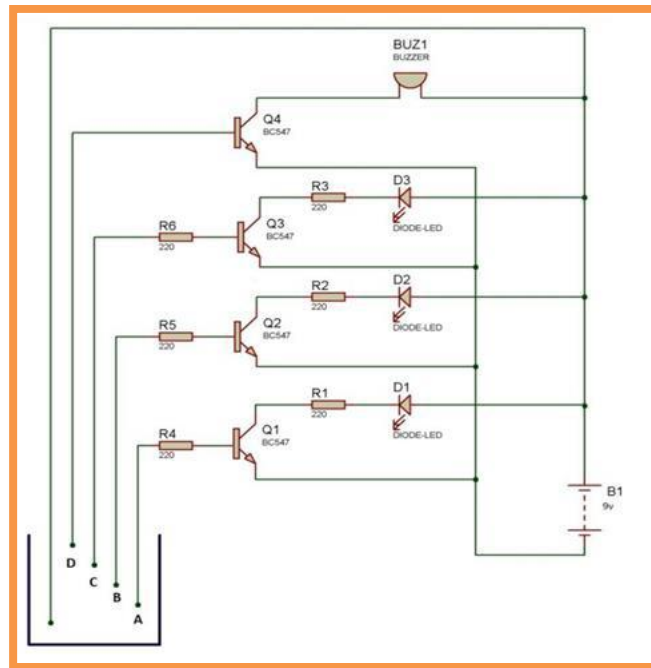 BUZ1
BUZZER
Q4
BC547
R3
220
D3
DIODE-LED
R6
220
Q3
BC547
R2
220
D2
DIODE-LED
R5
220
Q2
BC547
R1
220
D1
DIODE-LED
R4
220
Q1
BC547
B1
9v
D
C
B
A